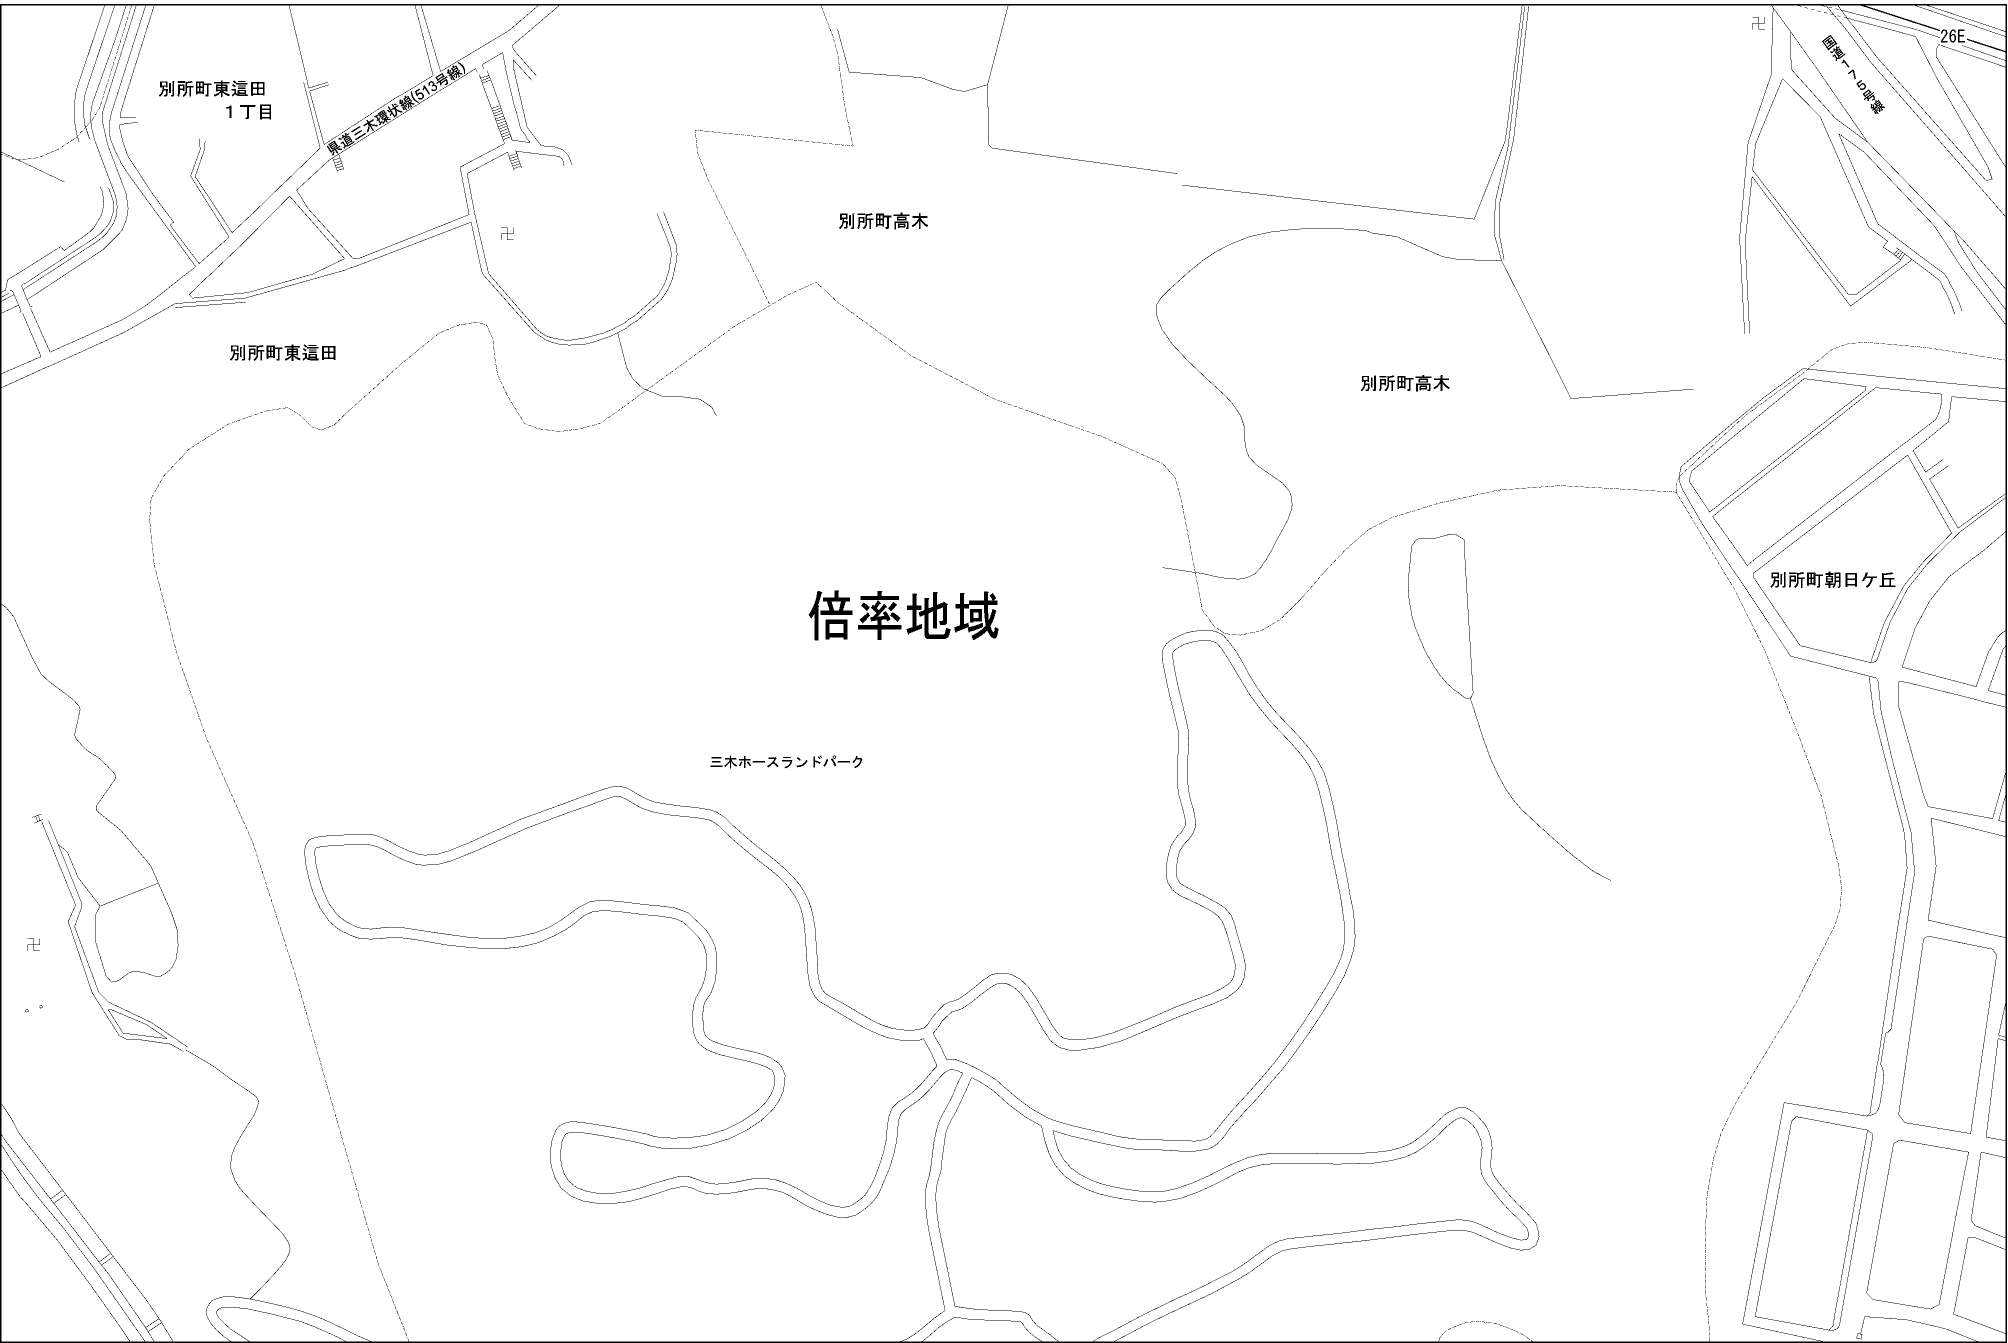 26E
国道175号線
別所町東這田
1丁目
県道三木環状線(513号線)
別所町高木
別所町東這田
別所町高木
別所町朝日ケ丘
倍率地域
三木ホースランドパーク